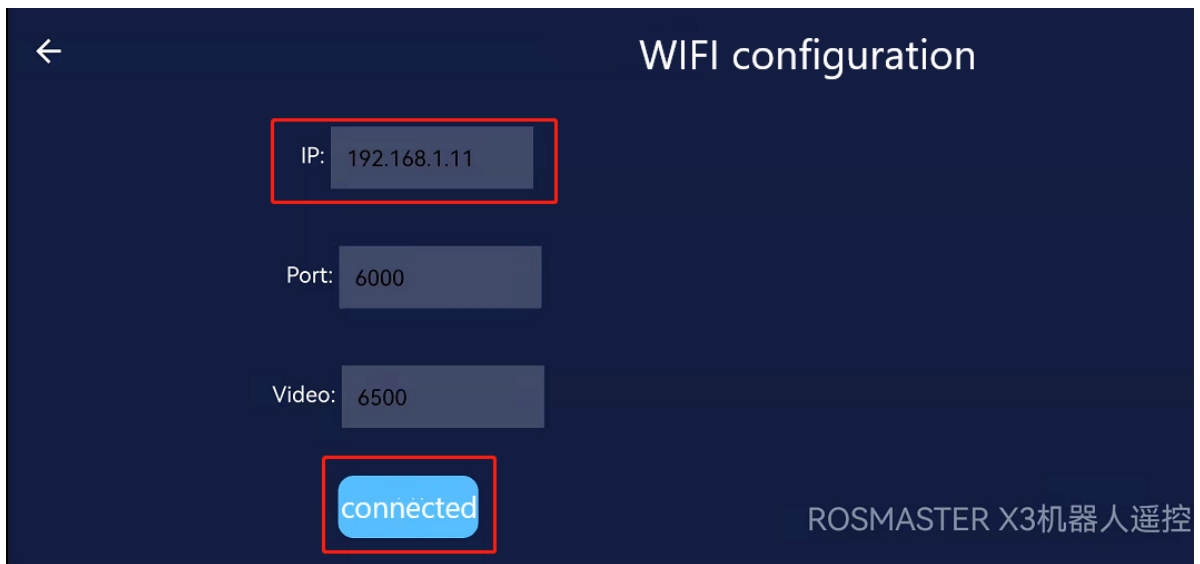 WIFI configuration
IP: 192.168.1.11
Port: 6000
Video: 6500
connected
ROSMASTER X3机器人遥控